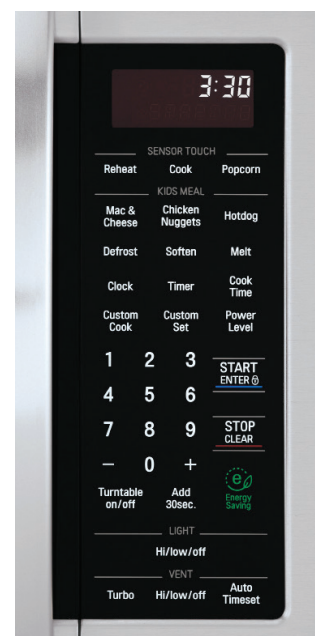 3:30
SENSOR TOUCH
Reheat Cook Popcorn
KIDS MEAL
Mac & Cheese Chicken Nuggets Hotdog
Defrost Soften Melt
Clock Timer Cook Time
Custom Cook Custom Set Power Level
1 2 3 START
ENTER
4 5 6
7 8 9 STOP
CLEAR
– 0 +
e
Energy Saving
Turntable on/off Add 30sec.
LIGHT
Hi/low/off
VENT
Turbo Hi/low/off Auto Timeset